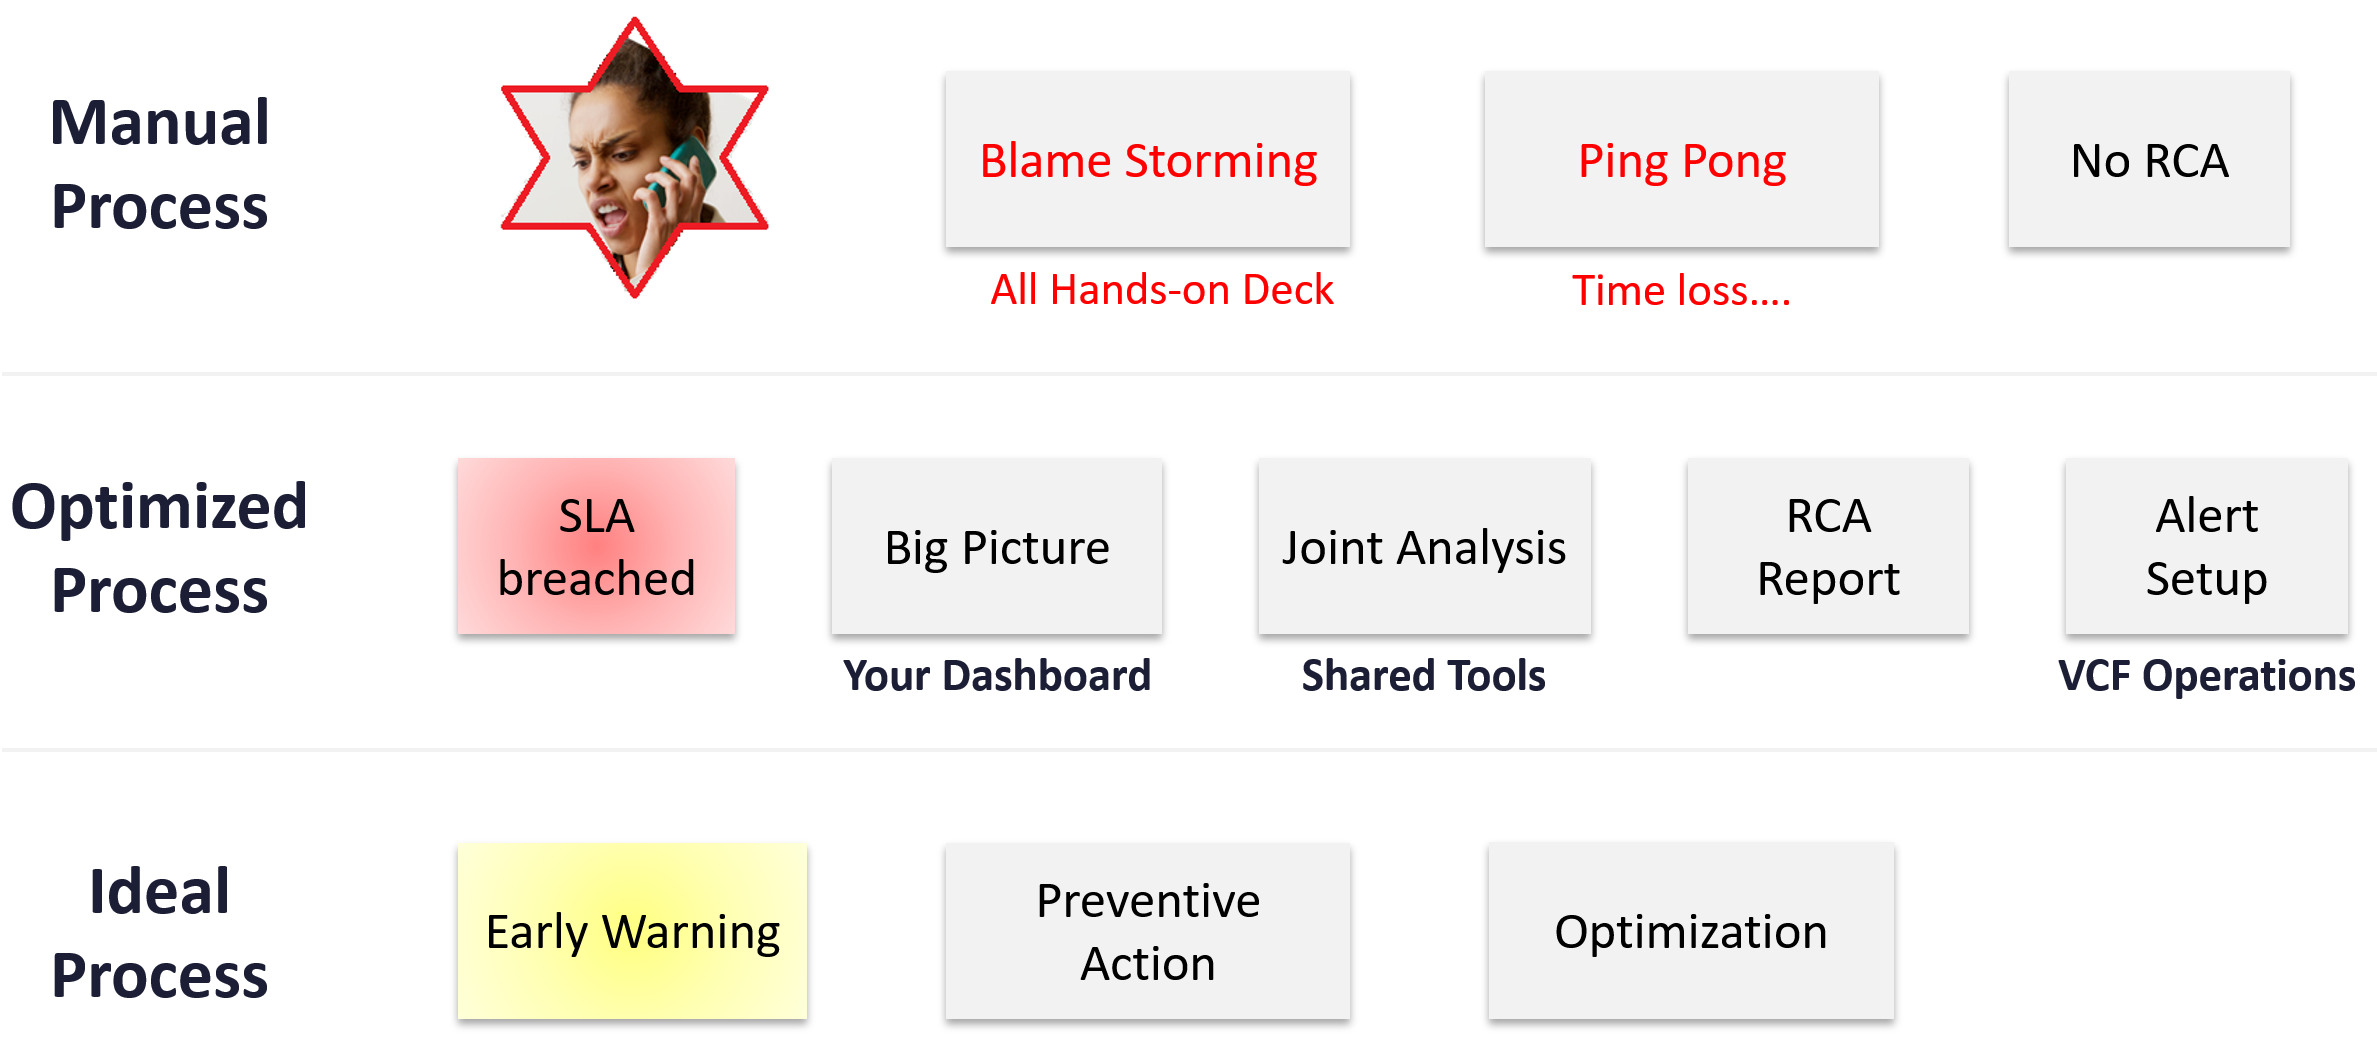 Manual
Process
Blame Storming
Ping Pong
No RCA
All Hands-on Deck
Time loss....
Optimized
Process
SLA
breached
Big Picture
Joint Analysis
RCA
Report
Alert
Setup
Your Dashboard
Shared Tools
VCF Operations
Ideal
Process
Early Warning
Preventive
Action
Optimization